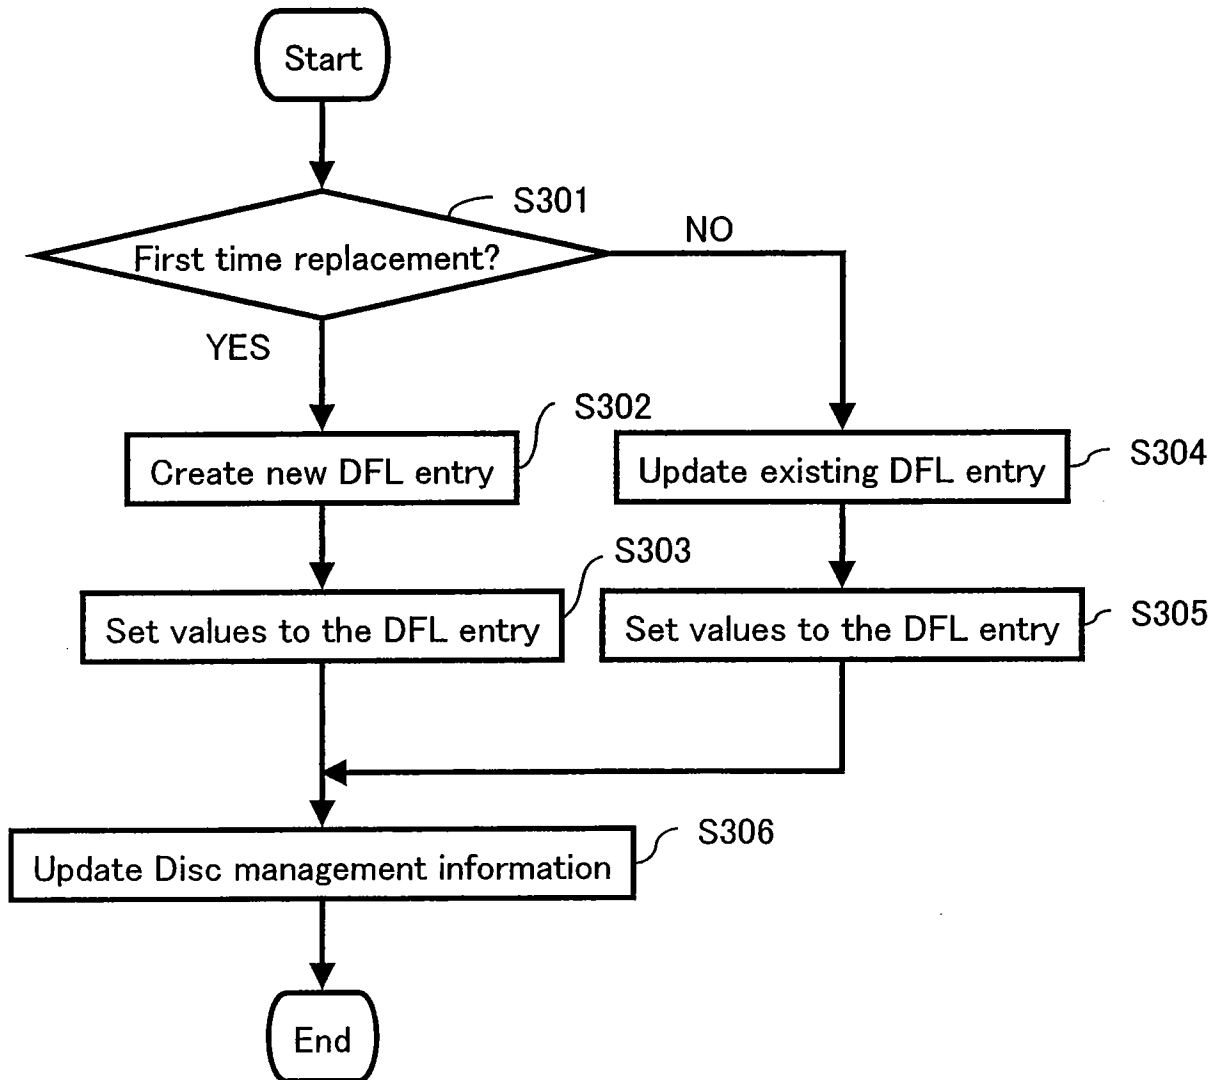 Start
S301
First time replacement?
NO
YES
S302
Create new DFL entry
S304
Update existing DFL entry
S303
Set values to the DFL entry
S305
Set values to the DFL entry
S306
Update Disc management information
End